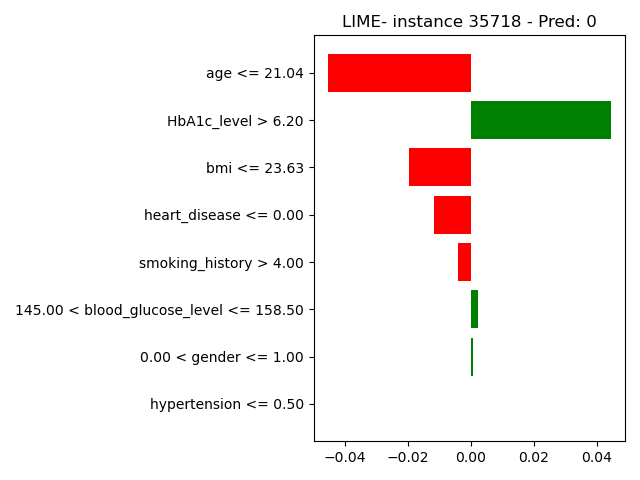 LIME- instance 35718 - Pred: 0
age <= 21.04
HbA1c_level > 6.20
bmi <= 23.63
heart_disease <= 0.00
smoking_history > 4.00
145.00 < blood_glucose_level <= 158.50
0.00 < gender <= 1.00
hypertension <= 0.50
−0.04 −0.02 0.00 0.02 0.04